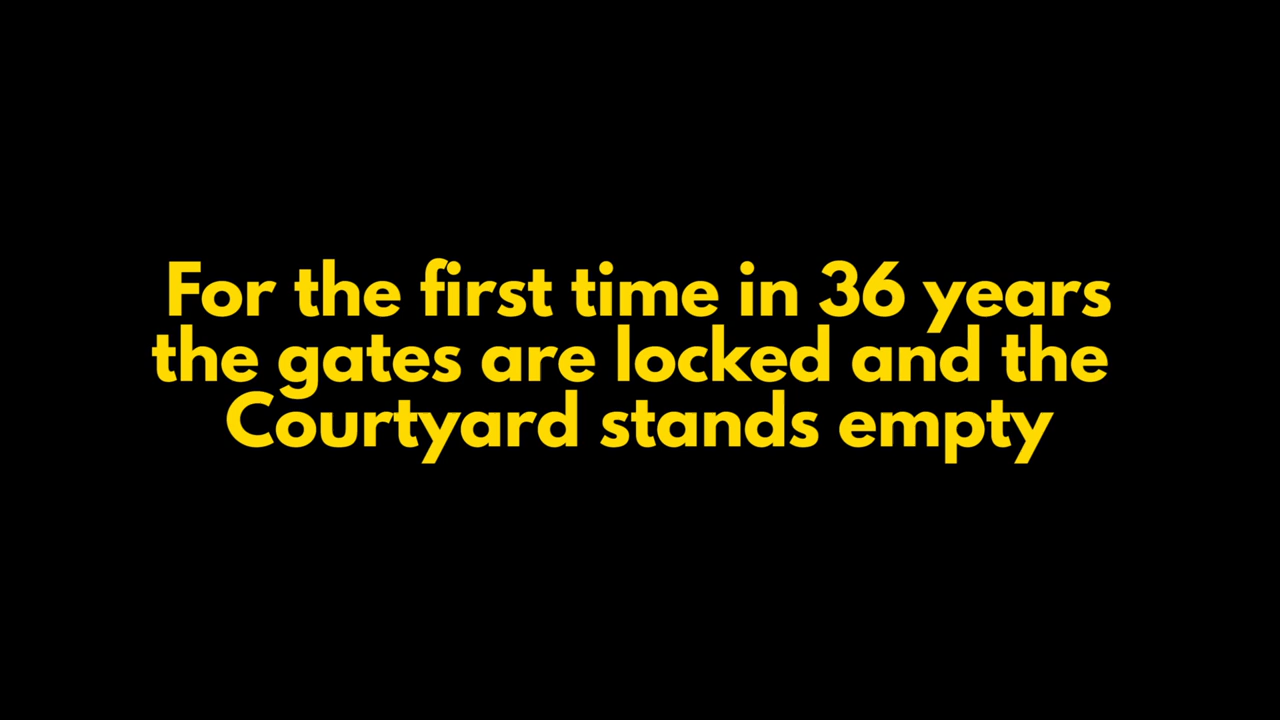 For the first time in 36 years
the gates are locked and the
Courtyard stands empty